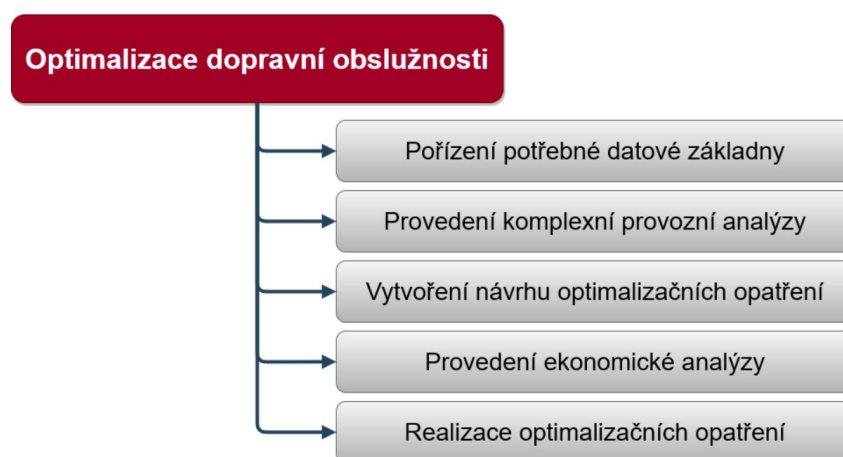 Optimalizace dopravní obslužnosti
Pořízení potřebné datové základny
Provedení komplexní provozní analýzy
Vytvoření návrhu optimalizačních opatření
Provedení ekonomické analýzy
Realizace optimalizačních opatření